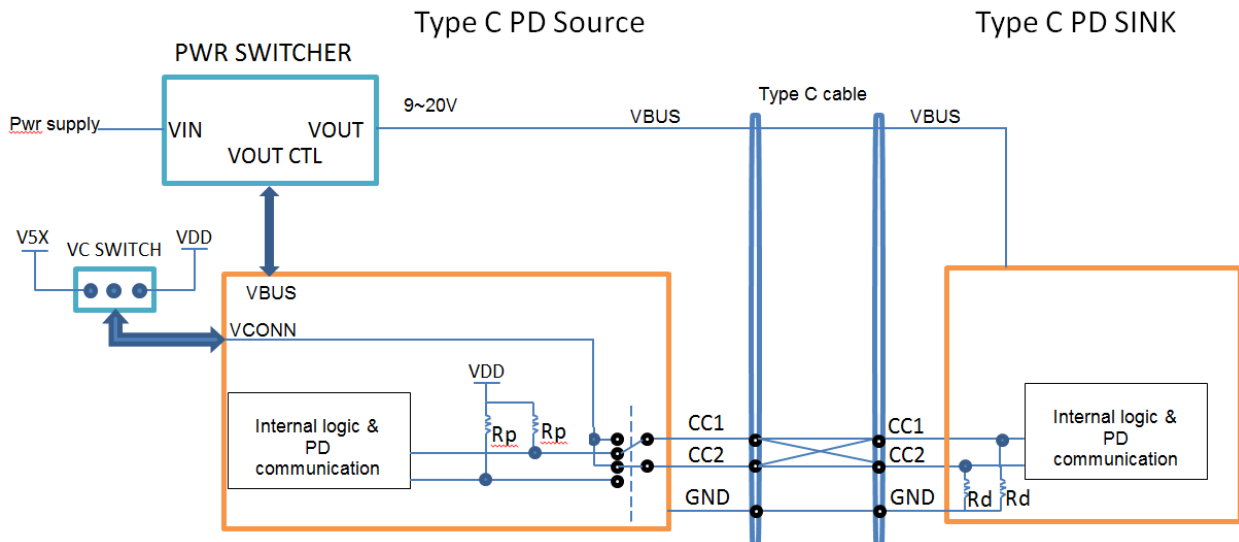 Type C PD Source
Type C PD SINK
PWR SWITCHER
Pwr supply
VIN
VOUT
VOUT CTL
9~20V
VBUS
Type C cable
VBUS
V5X
VC SWITCH
VDD
VBUS
VCONN
VDD
Rp
Rp
Internal logic &
PD
communication
CC1
CC2
GND
CC1
CC2
GND
Rd
Rd
Internal logic &
PD
communication